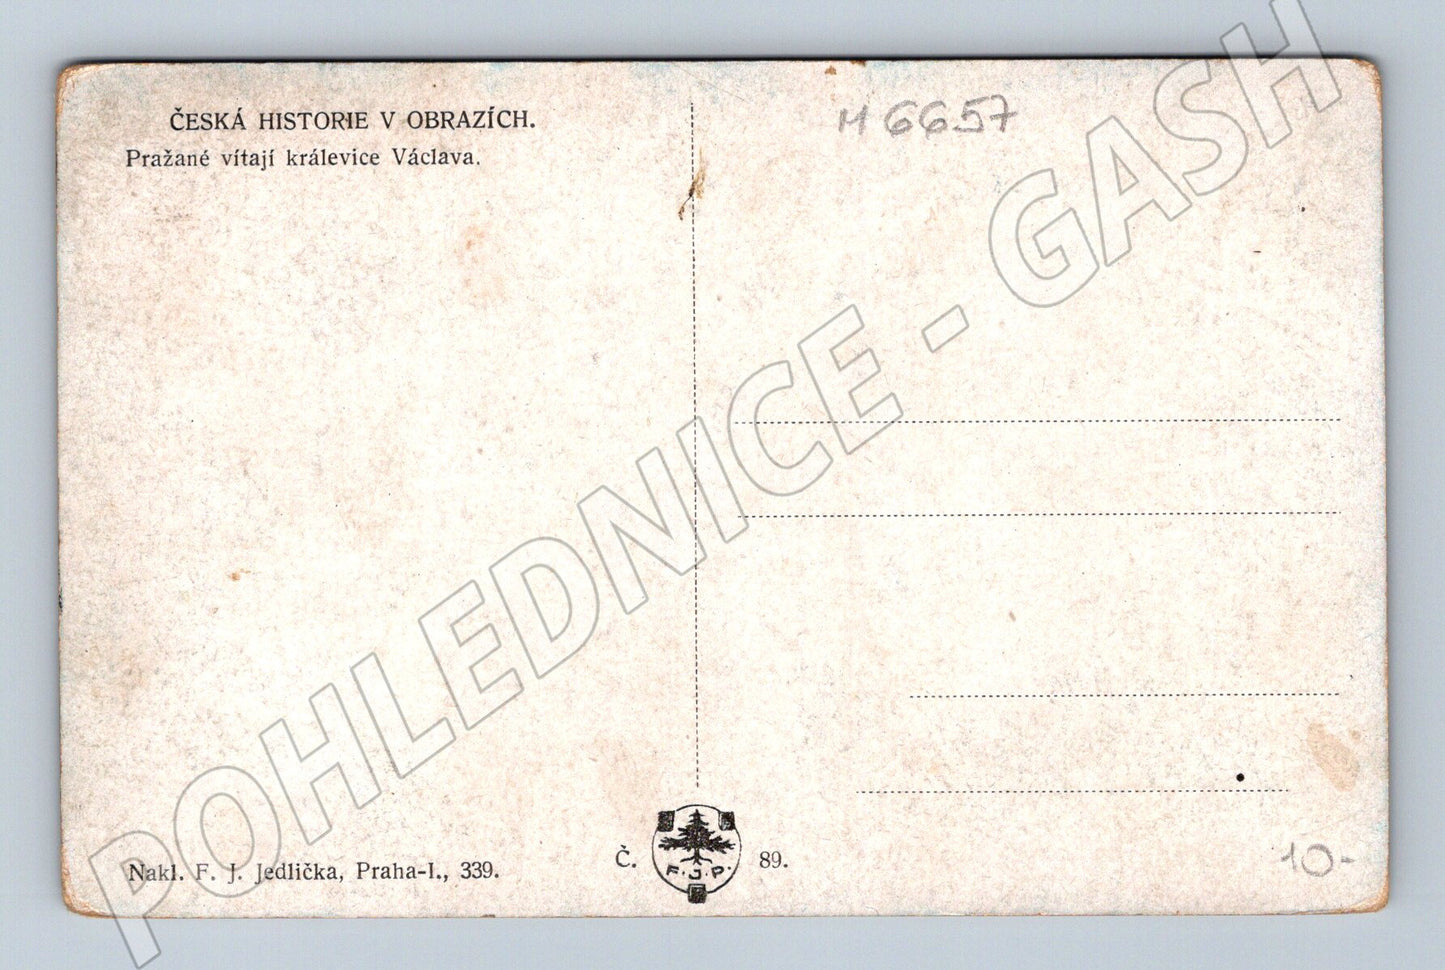 ČESKÁ HISTORIE V OBRAZÍCH.
Pražané vítají králevice Václava.
M 6657
POHLEDNICE - GASH
Nakl. F. J. Jedlička, Praha-I., 339.
Č. 89.
F. J. P.
10-